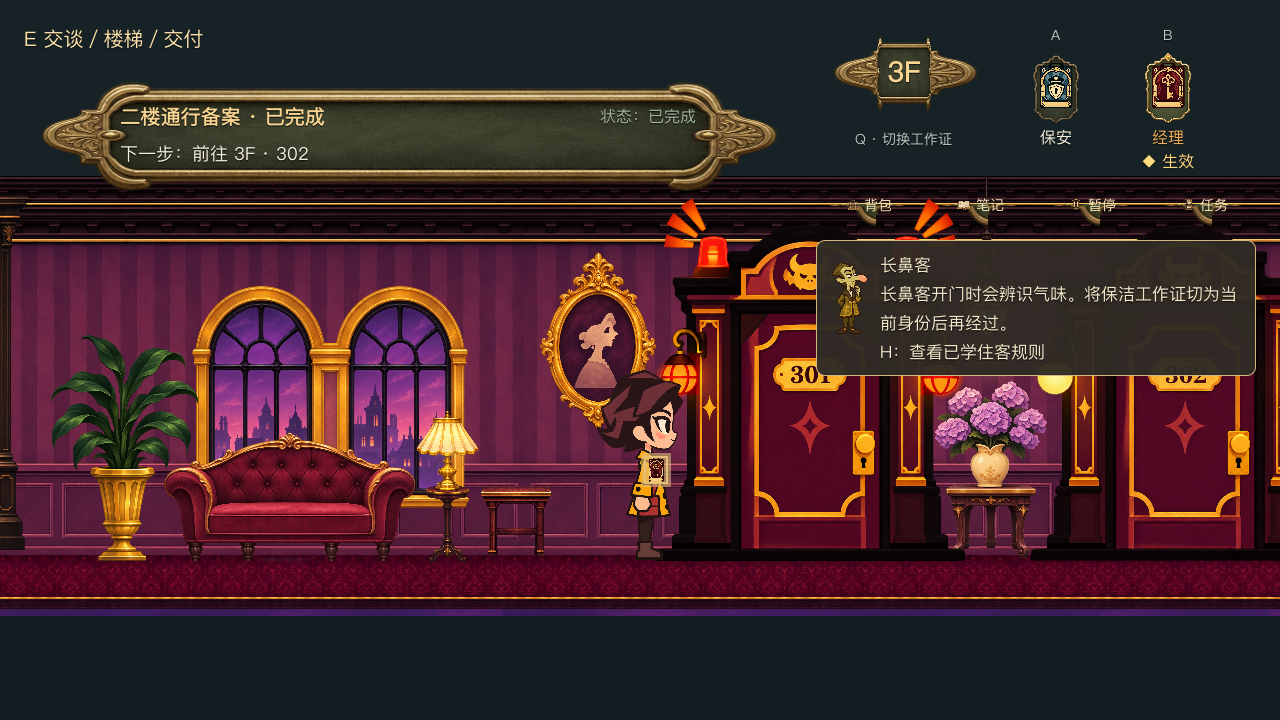 E 交谈 / 楼梯 / 交付
二楼通行备案 · 已完成
状态：已完成
下一步：前往 3F · 302
3F
Q · 切换工作证
A
保安
B
经理
生效
背包
笔记
暂停
任务
长鼻客
长鼻客开门时会辨识气味。将保洁工作证切为当
前身份后再经过。
H：查看已学住客规则
301
302